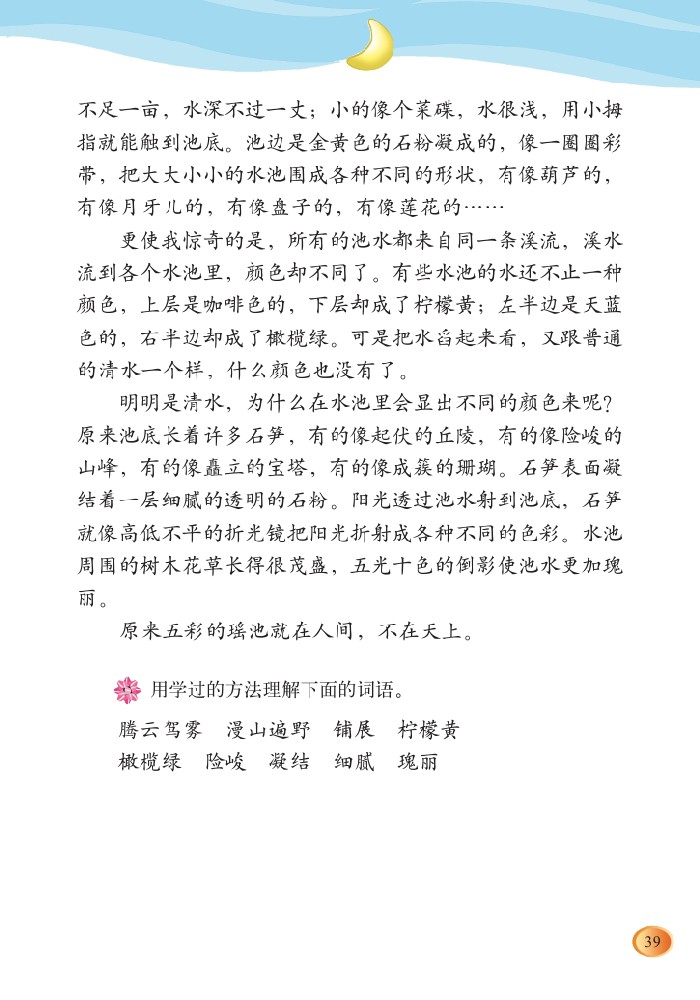 不足一亩，水深不过一丈；小的像个菜碟，水很浅，用小拇
指就能触到池底。池边是金黄色的石粉凝成的，像一圈圈彩
带，把大大小小的水池围成各种不同的形状，有像葫芦的，
有像月牙儿的，有像盘子的，有像莲花的……
更使我惊奇的是，所有的池水都来自同一条溪流，溪水
流到各个水池里，颜色却不同了。有些水池的水还不止一种
颜色，上层是咖啡色的，下层却成了柠檬黄；左半边是天蓝
色的，右半边却成了橄榄绿。可是把水舀起来看，又跟普通
的清水一个样，什么颜色也没有了。
明明是清水，为什么在水池里会显出不同的颜色来呢？
原来池底长着许多石笋，有的像起伏的丘陵，有的像险峻的
山峰，有的像矗立的宝塔，有的像成簇的珊瑚。石笋表面凝
结着一层细腻的透明的石粉。阳光透过池水射到池底，石笋
就像高低不平的折光镜把阳光折射成各种不同的色彩。水池
周围的树木花草长得很茂盛，五光十色的倒影使池水更加瑰
丽。
原来五彩的瑶池就在人间，不在天上。
用学过的方法理解下面的词语。
腾云驾雾 漫山遍野 铺展 柠檬黄
橄榄绿 险峻 凝结 细腻 瑰丽
39